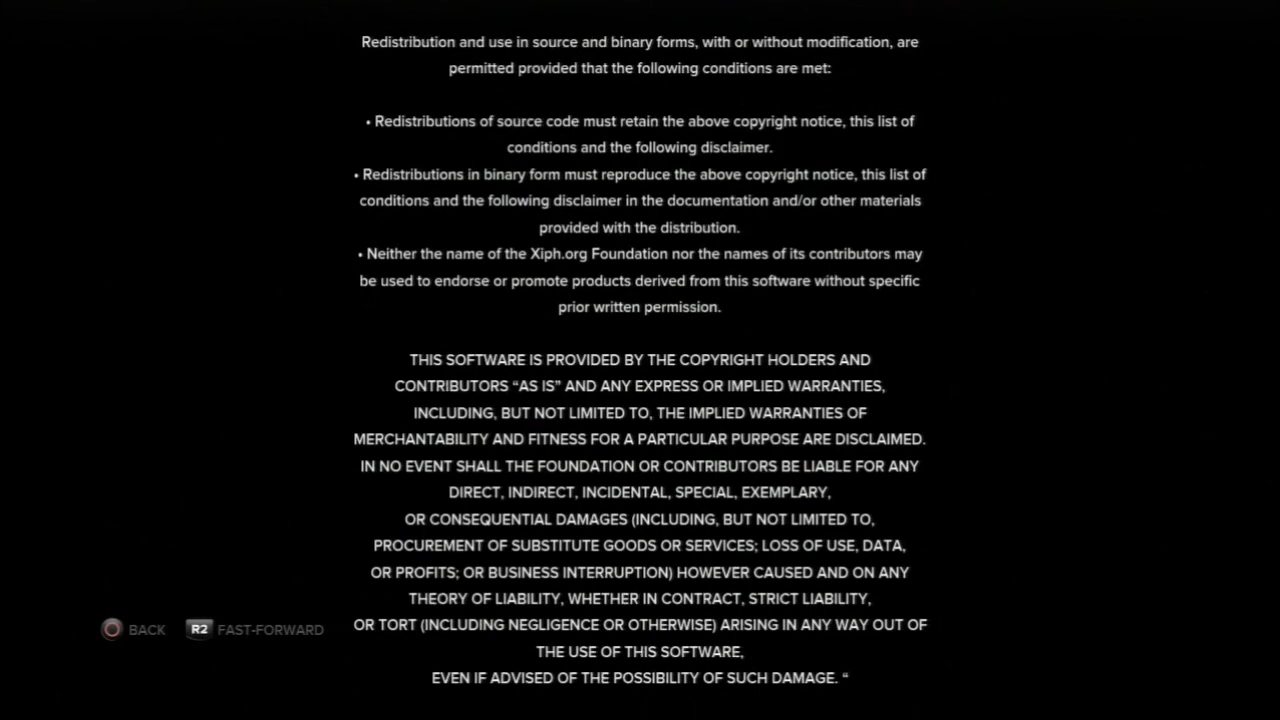 Redistribution and use in source and binary forms, with or without modification, are
permitted provided that the following conditions are met:
• Redistributions of source code must retain the above copyright notice, this list of
conditions and the following disclaimer.
• Redistributions in binary form must reproduce the above copyright notice, this list of
conditions and the following disclaimer in the documentation and/or other materials
provided with the distribution.
• Neither the name of the Xiph.org Foundation nor the names of its contributors may
be used to endorse or promote products derived from this software without specific
prior written permission.
THIS SOFTWARE IS PROVIDED BY THE COPYRIGHT HOLDERS AND
CONTRIBUTORS “AS IS” AND ANY EXPRESS OR IMPLIED WARRANTIES,
INCLUDING, BUT NOT LIMITED TO, THE IMPLIED WARRANTIES OF
MERCHANTABILITY AND FITNESS FOR A PARTICULAR PURPOSE ARE DISCLAIMED.
IN NO EVENT SHALL THE FOUNDATION OR CONTRIBUTORS BE LIABLE FOR ANY
DIRECT, INDIRECT, INCIDENTAL, SPECIAL, EXEMPLARY,
OR CONSEQUENTIAL DAMAGES (INCLUDING, BUT NOT LIMITED TO,
PROCUREMENT OF SUBSTITUTE GOODS OR SERVICES; LOSS OF USE, DATA,
OR PROFITS; OR BUSINESS INTERRUPTION) HOWEVER CAUSED AND ON ANY
THEORY OF LIABILITY, WHETHER IN CONTRACT, STRICT LIABILITY,
OR TORT (INCLUDING NEGLIGENCE OR OTHERWISE) ARISING IN ANY WAY OUT OF
THE USE OF THIS SOFTWARE,
EVEN IF ADVISED OF THE POSSIBILITY OF SUCH DAMAGE. “
BACK R2 FAST-FORWARD